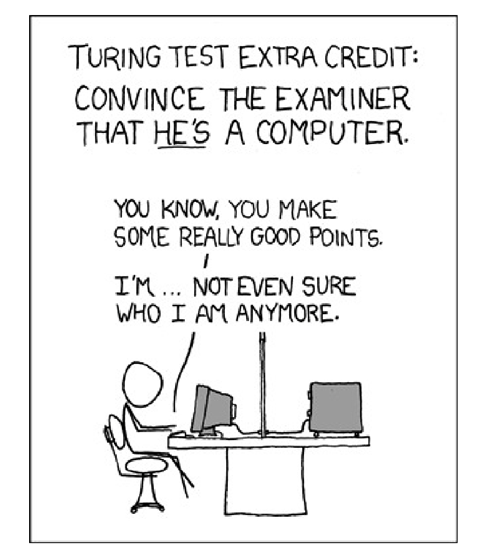 TURING TEST EXTRA CREDIT:
CONVINCE THE EXAMINER
THAT HE'S A COMPUTER.
YOU KNOW, YOU MAKE
SOME REALLY GOOD POINTS.
I'M ... NOT EVEN SURE
WHO I AM ANYMORE.